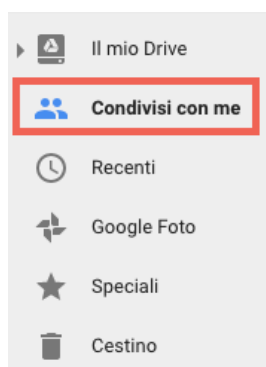 Il mio Drive
Condivisi con me
Recenti
Google Foto
Speciali
Cestino